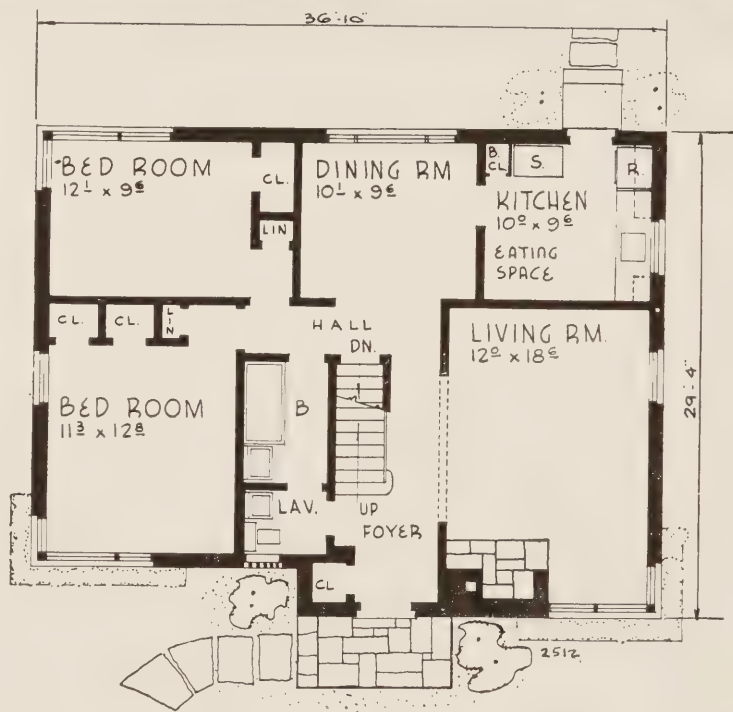 36'-10"
BED ROOM
12¹ x 9⁶
CL.
LIN
DINING RM
10¹ x 9⁶
B.
CL
S.
R.
KITCHEN
10⁰ x 9⁶
EATING
SPACE
CL.
CL.
LIN
HALL
DN.
LIVING RM.
12⁰ x 18⁶
29'-4"
BED ROOM
11³ x 12⁸
B
LAV.
UP
FOYER
CL
2512